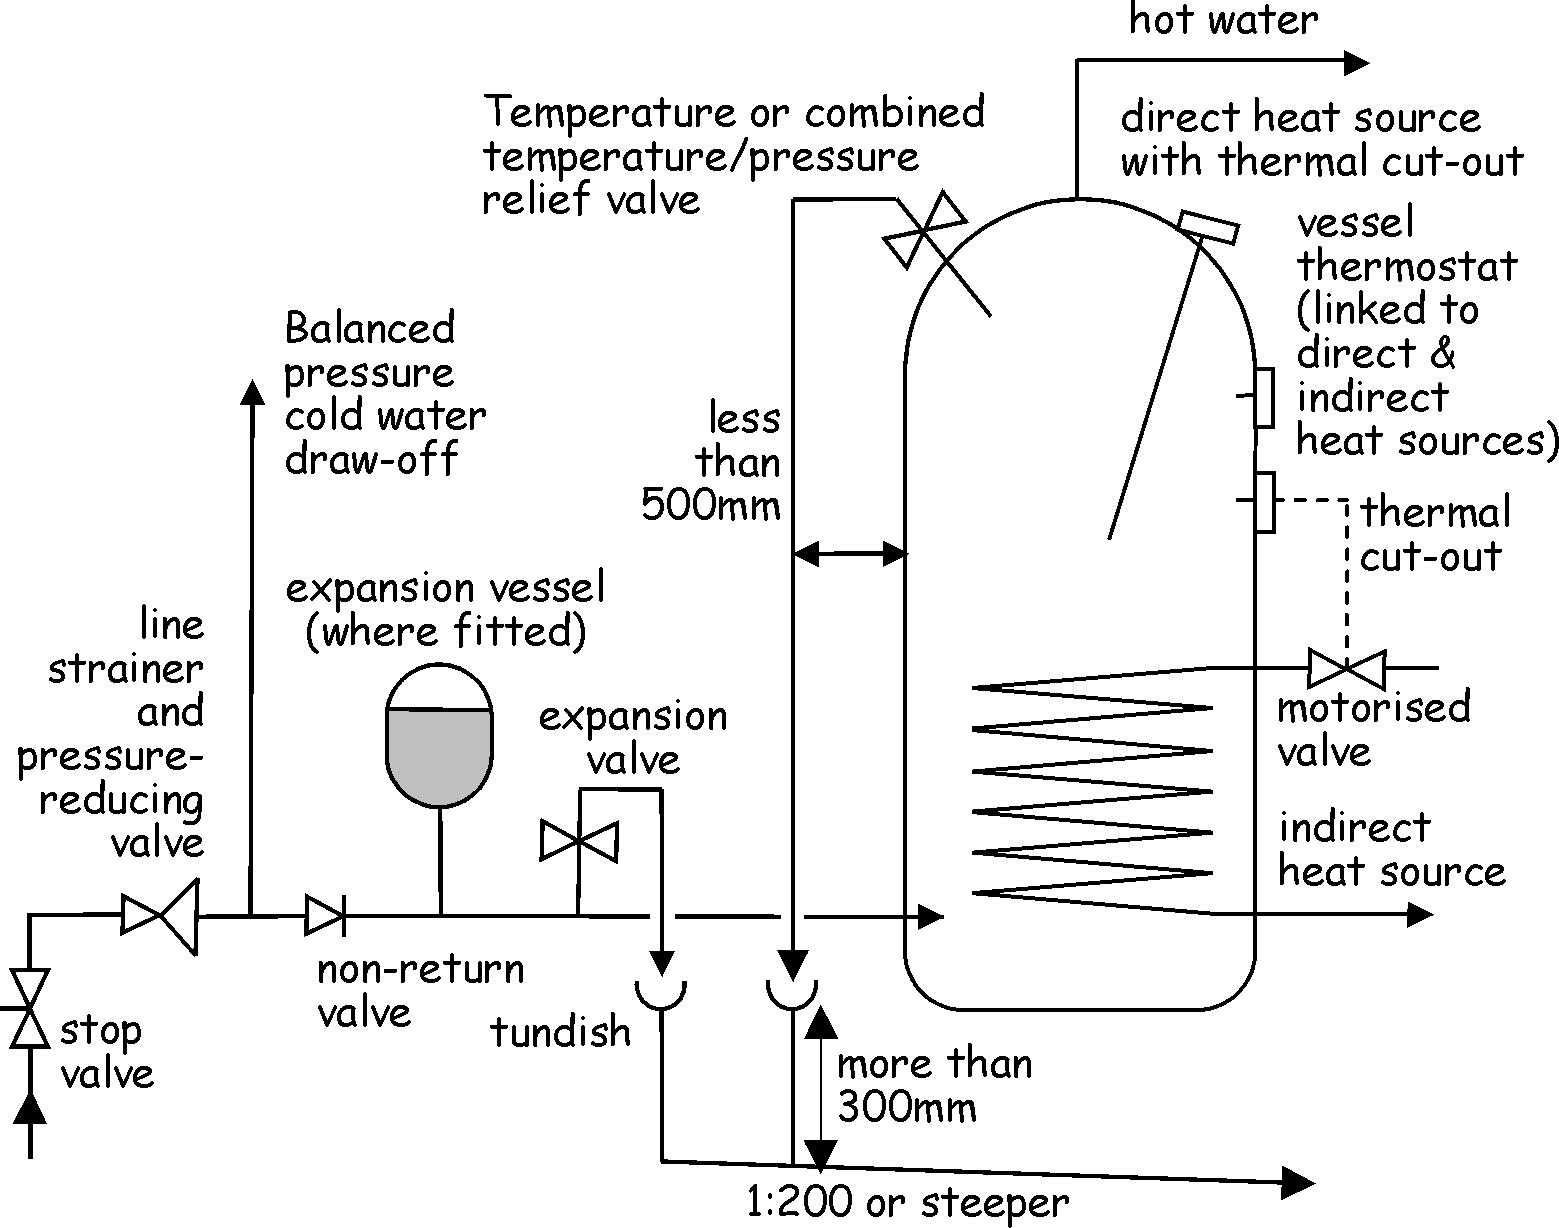 hot water
Temperature or combined
temperature/pressure
relief valve
direct heat source
with thermal cut-out
vessel
thermostat
(linked to
direct &
indirect
heat sources)
Balanced
pressure
cold water
draw-off
less
than
500mm
thermal
cut-out
expansion vessel
(where fitted)
line
strainer
and
pressure-
reducing
valve
expansion
valve
motorised
valve
indirect
heat source
non-return
valve
tundish
stop
valve
more than
300mm
1:200 or steeper